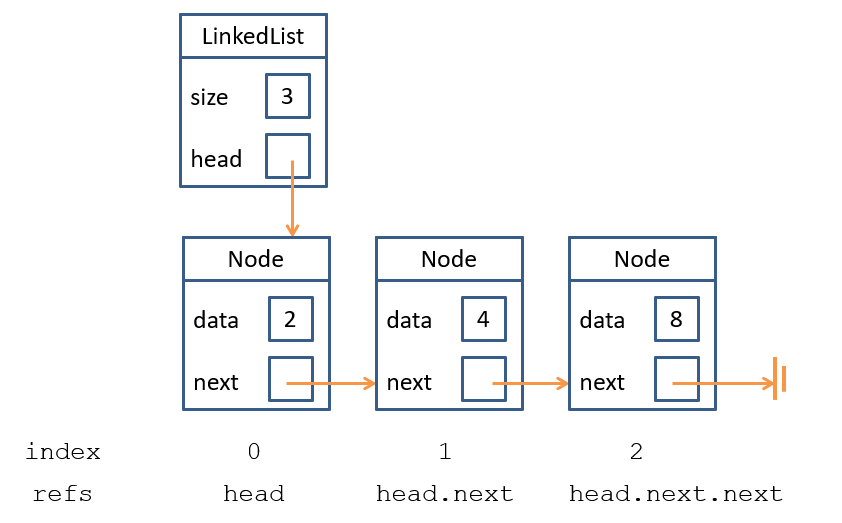 LinkedList
size 3
head
Node Node Node
data 2 data 4 data 8
next next next
index 0 1 2
refs head head.next head.next.next